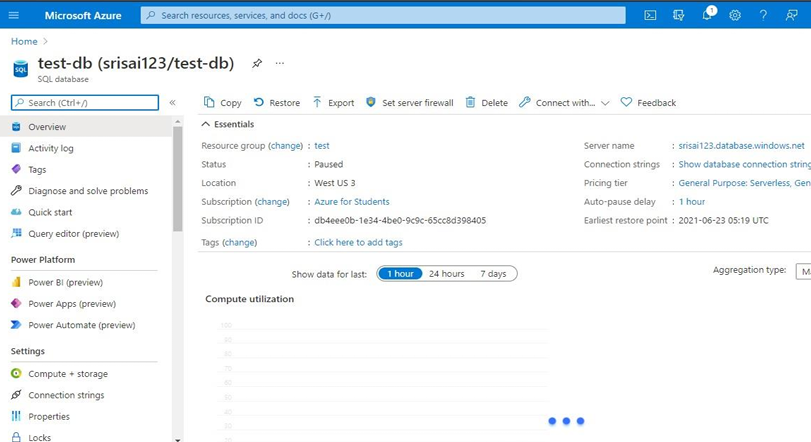 Microsoft Azure
Search resources, services, and docs (G+/)
1
Home >
test-db (srisai123/test-db)
SQL
SQL database
Search (Ctrl+/)
Overview
Activity log
Tags
Diagnose and solve problems
Quick start
Query editor (preview)
Power Platform
Power BI (preview)
Power Apps (preview)
Power Automate (preview)
Settings
Compute + storage
Connection strings
Properties
Locks
Copy Restore Export Set server firewall Delete Connect with... Feedback
Essentials
Resource group (change) : test
Status : Paused
Location : West US 3
Subscription (change) : Azure for Students
Subscription ID : db4eee0b-1e34-4be0-9c9c-65cc8d398405
Tags (change) : Click here to add tags
Server name : srisai123.database.windows.net
Connection strings : Show database connection string
Pricing tier : General Purpose: Serverless, Gen
Auto-pause delay : 1 hour
Earliest restore point : 2021-06-23 05:19 UTC
Show data for last: 1 hour 24 hours 7 days
Aggregation type:
Compute utilization
100
90
80
70
60
50
40
30
20